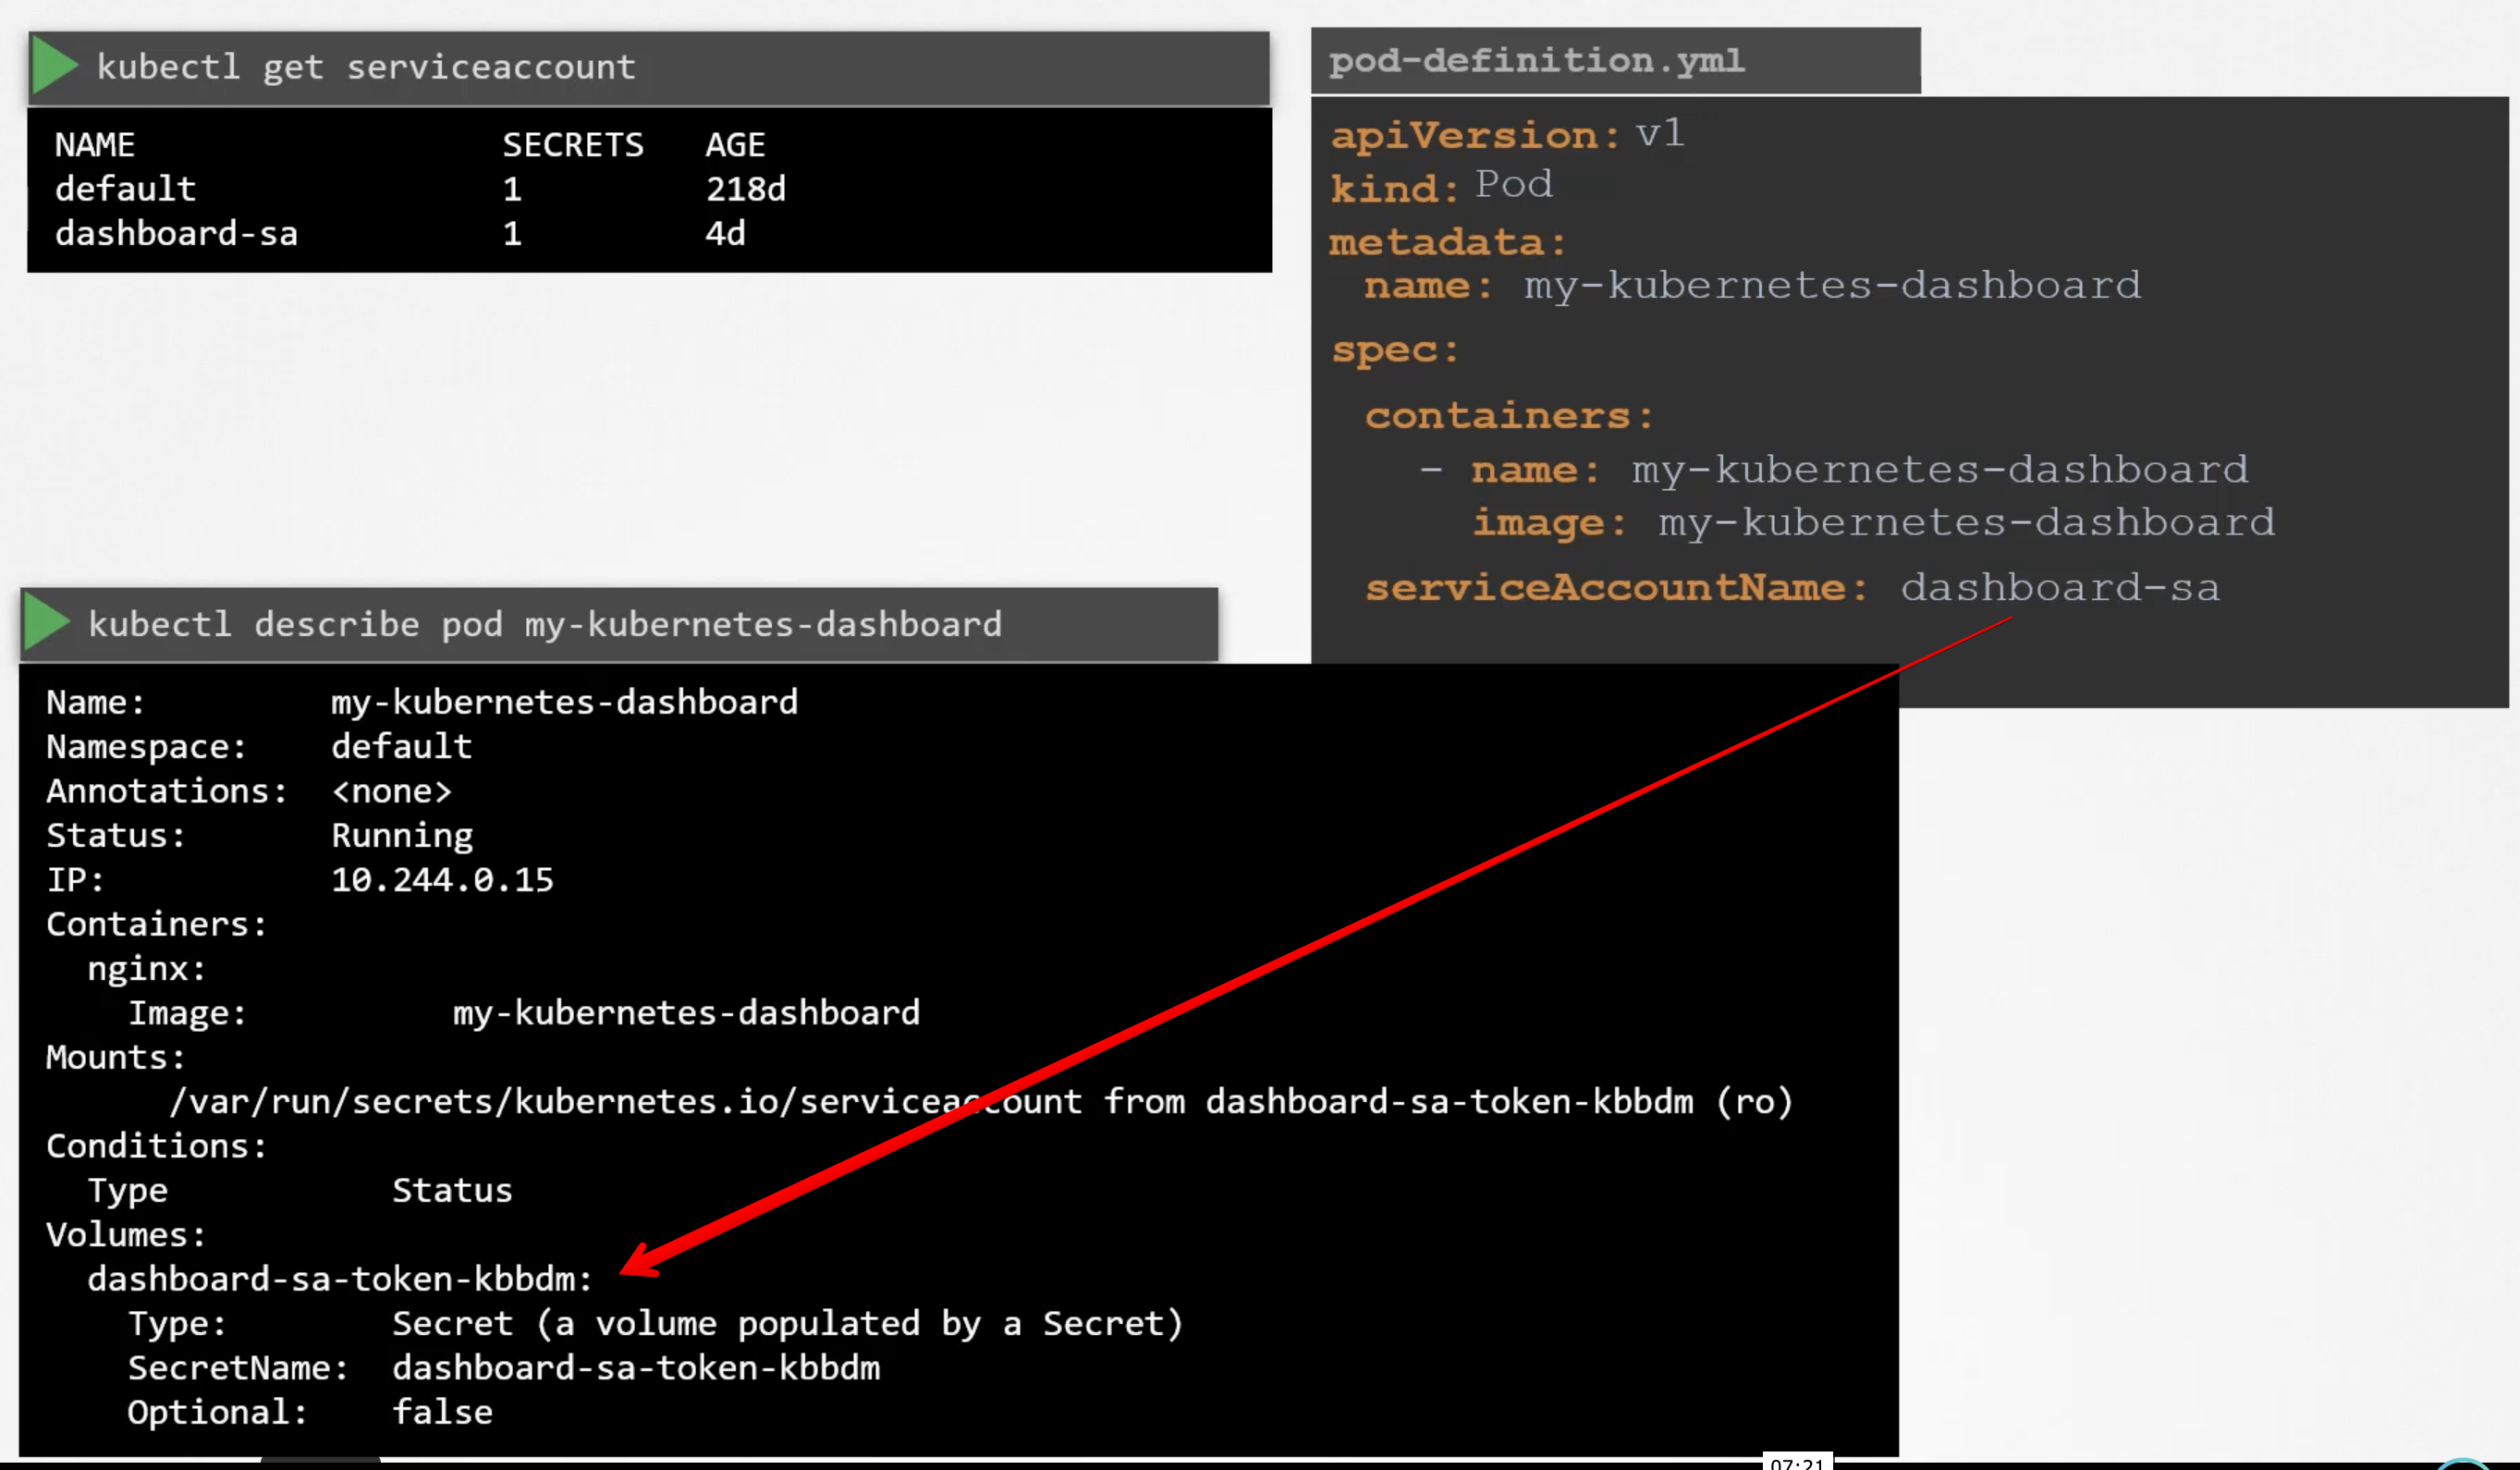 kubectl get serviceaccount
NAME SECRETS AGE
default 1 218d
dashboard-sa 1 4d
pod-definition.yml
apiVersion: v1
kind: Pod
metadata:
name: my-kubernetes-dashboard
spec:
containers:
- name: my-kubernetes-dashboard
image: my-kubernetes-dashboard
serviceAccountName: dashboard-sa
kubectl describe pod my-kubernetes-dashboard
Name: my-kubernetes-dashboard
Namespace: default
Annotations: <none>
Status: Running
IP: 10.244.0.15
Containers:
nginx:
Image: my-kubernetes-dashboard
Mounts:
/var/run/secrets/kubernetes.io/serviceaccount from dashboard-sa-token-kbbdm (ro)
Conditions:
Type Status
Volumes:
dashboard-sa-token-kbbdm:
Type: Secret (a volume populated by a Secret)
SecretName: dashboard-sa-token-kbbdm
Optional: false
07:21